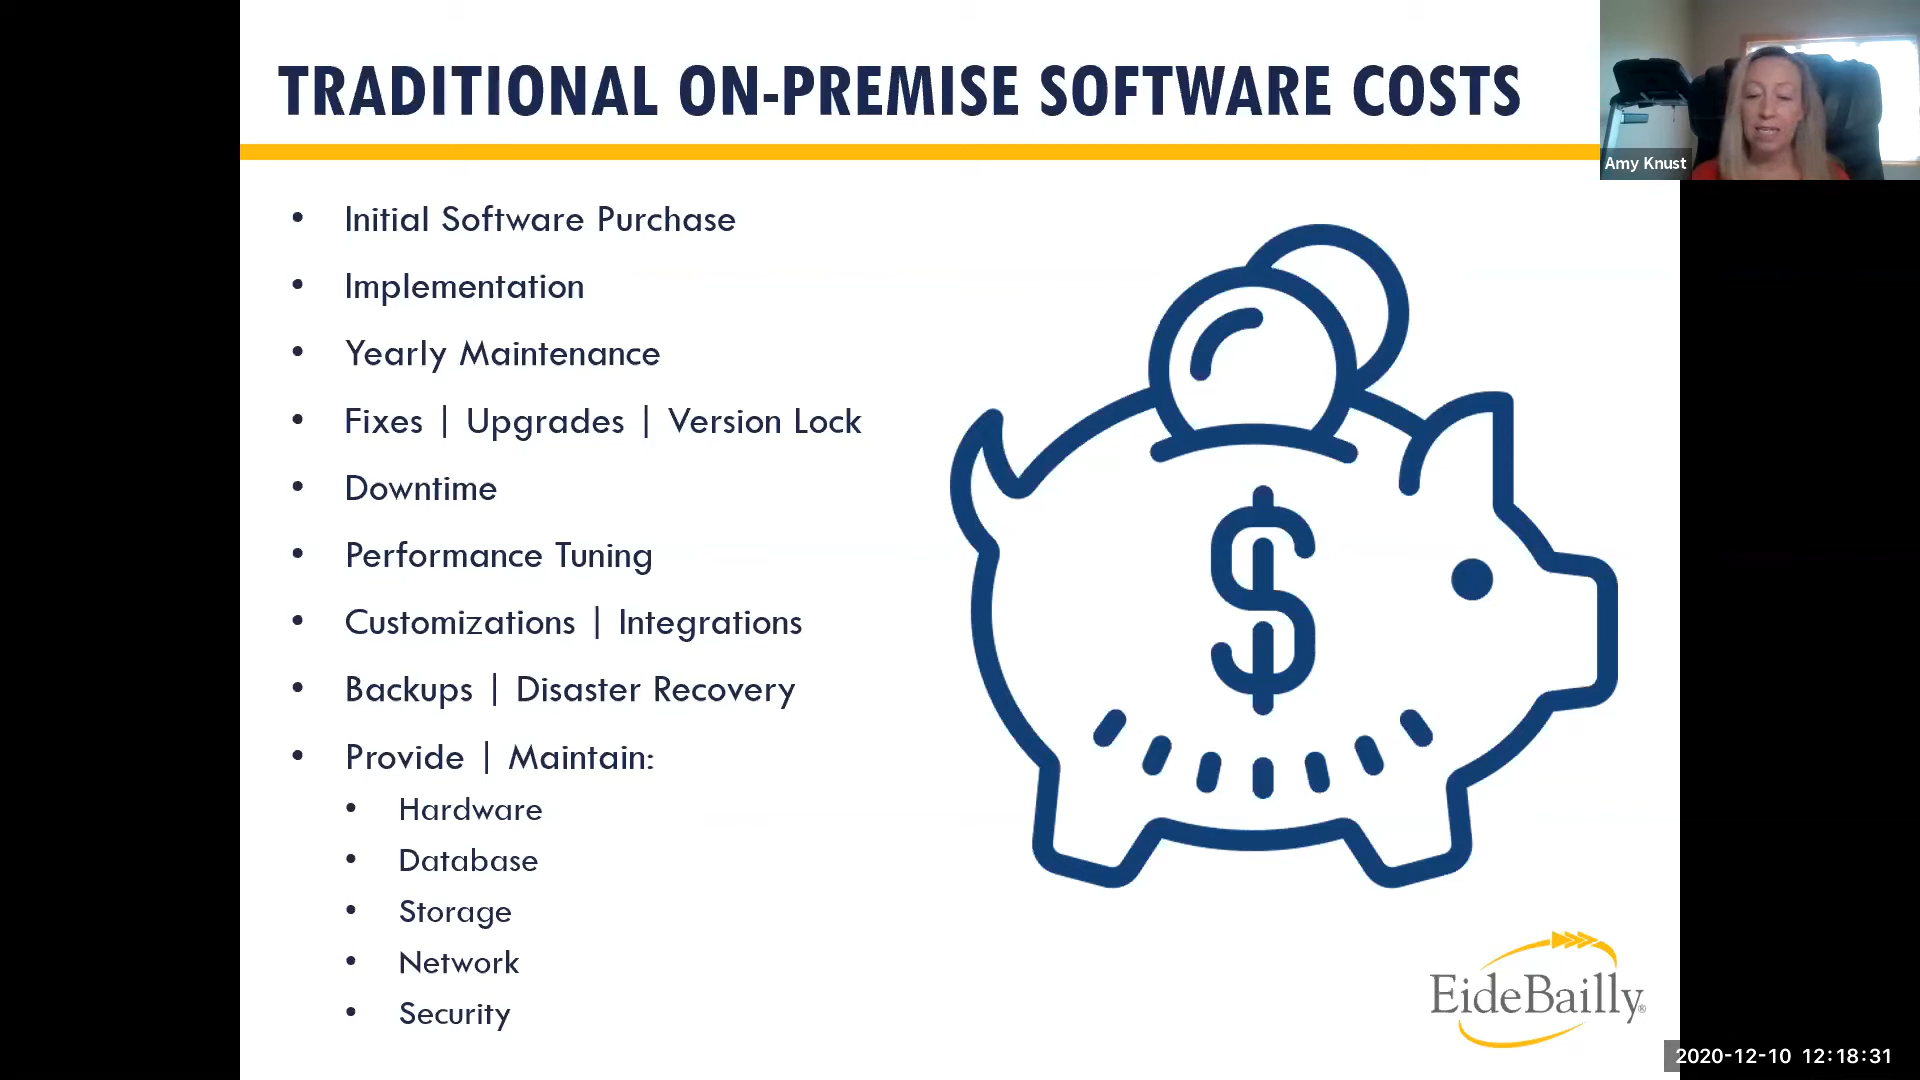 TRADITIONAL ON-PREMISE SOFTWARE COSTS
Amy Knust
• Initial Software Purchase
• Implementation
• Yearly Maintenance
• Fixes | Upgrades | Version Lock
• Downtime
• Performance Tuning
• Customizations | Integrations
• Backups | Disaster Recovery
• Provide | Maintain:
• Hardware
• Database
• Storage
• Network
• Security
$
EideBailly®
2020-12-10 12:18:31